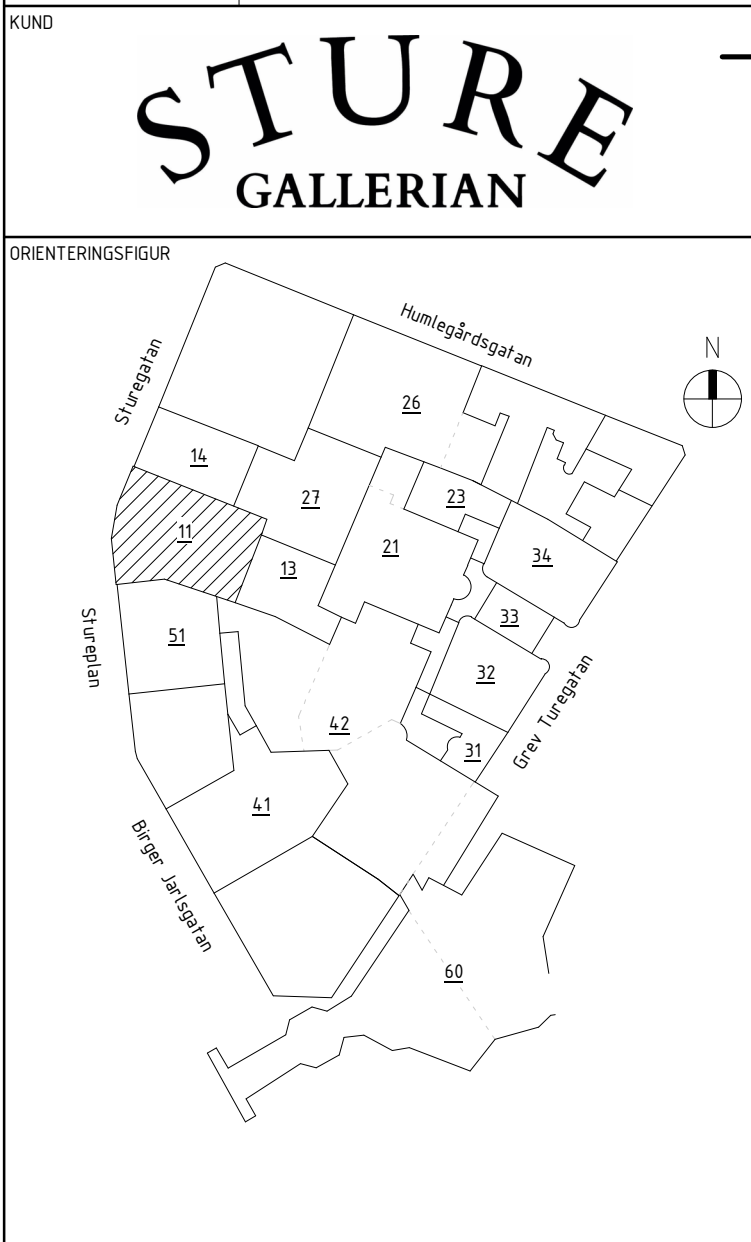 KUND
STURE
GALLERIAN
ORIENTERINGSFIGUR
Humlegårdsgatan
Sturegatan
N
26
14
27
23
11
21
34
13
33
51
Stureplan
32
42
Grev Turegatan
31
41
Birger Jarlsgatan
60